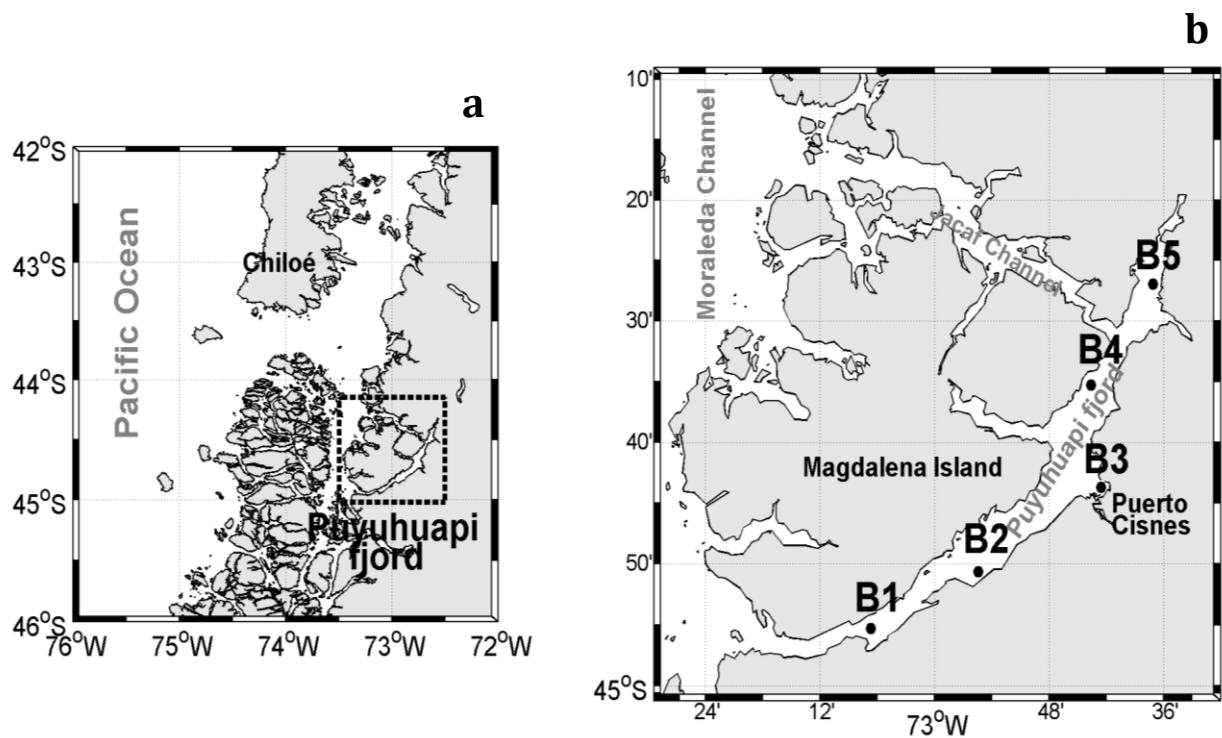 a
42°S
43°S
44°S
45°S
46°S
76°W
75°W
74°W
73°W
72°W
Pacific Ocean
Chiloé
Puyuhuapi
fjord
b
10'
20'
30'
40'
50'
45°S
24'
12'
73°W
48'
36'
Moraleda Channel
Jacaf Channel
B5
B4
Puyuhuapi fjord
B3
Magdalena Island
Puerto
Cisnes
B2
B1